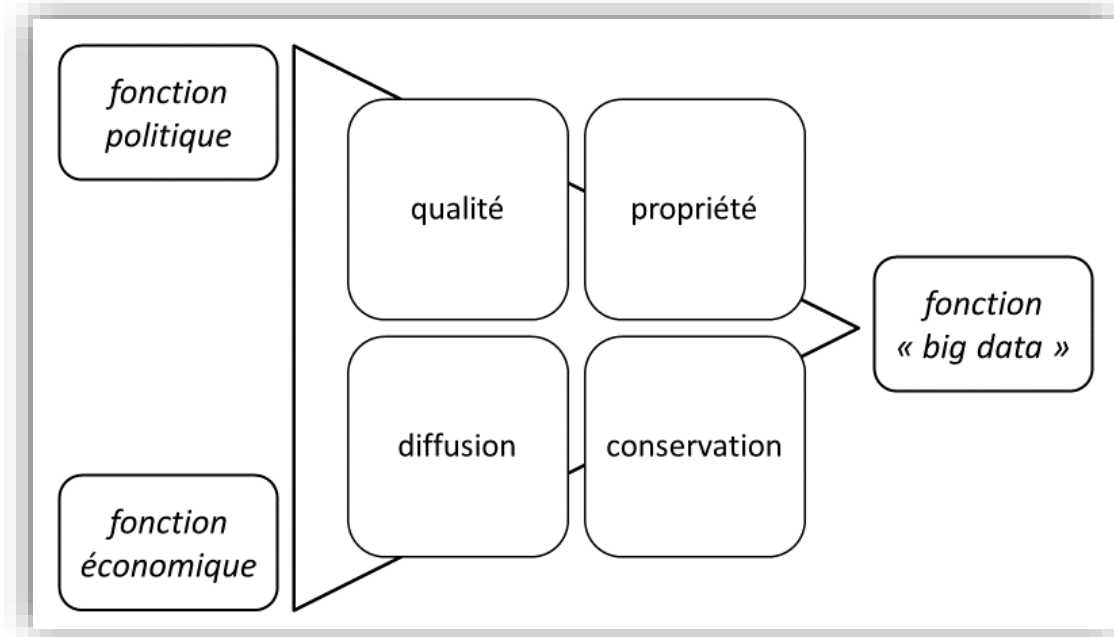 fonction
politique
qualité
propriété
fonction
« big data »
diffusion
conservation
fonction
économique